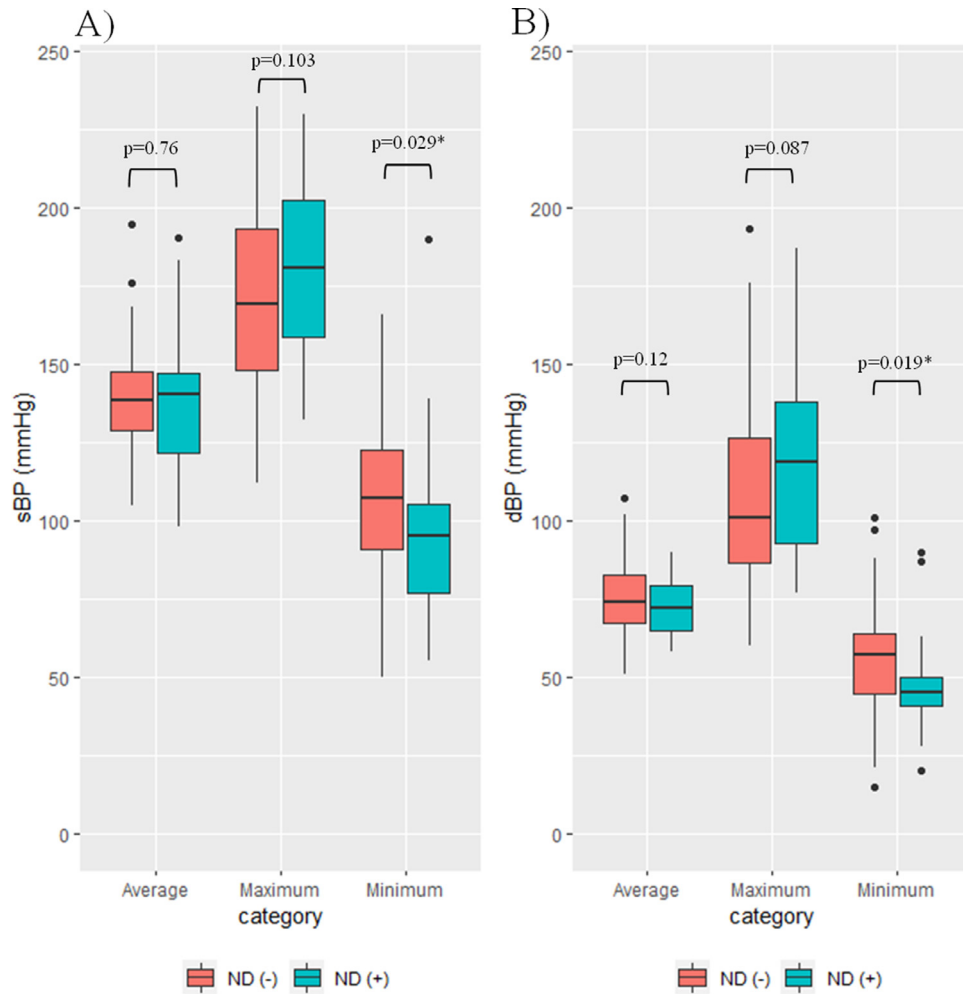 A)
p=0.103
p=0.76
p=0.029*
250
200
150
100
50
0
sBP (mmHg)
Average Maximum Minimum
category
ND (-) ND (+)
B)
p=0.087
p=0.12
p=0.019*
250
200
150
100
50
0
dBP (mmHg)
Average Maximum Minimum
category
ND (-) ND (+)